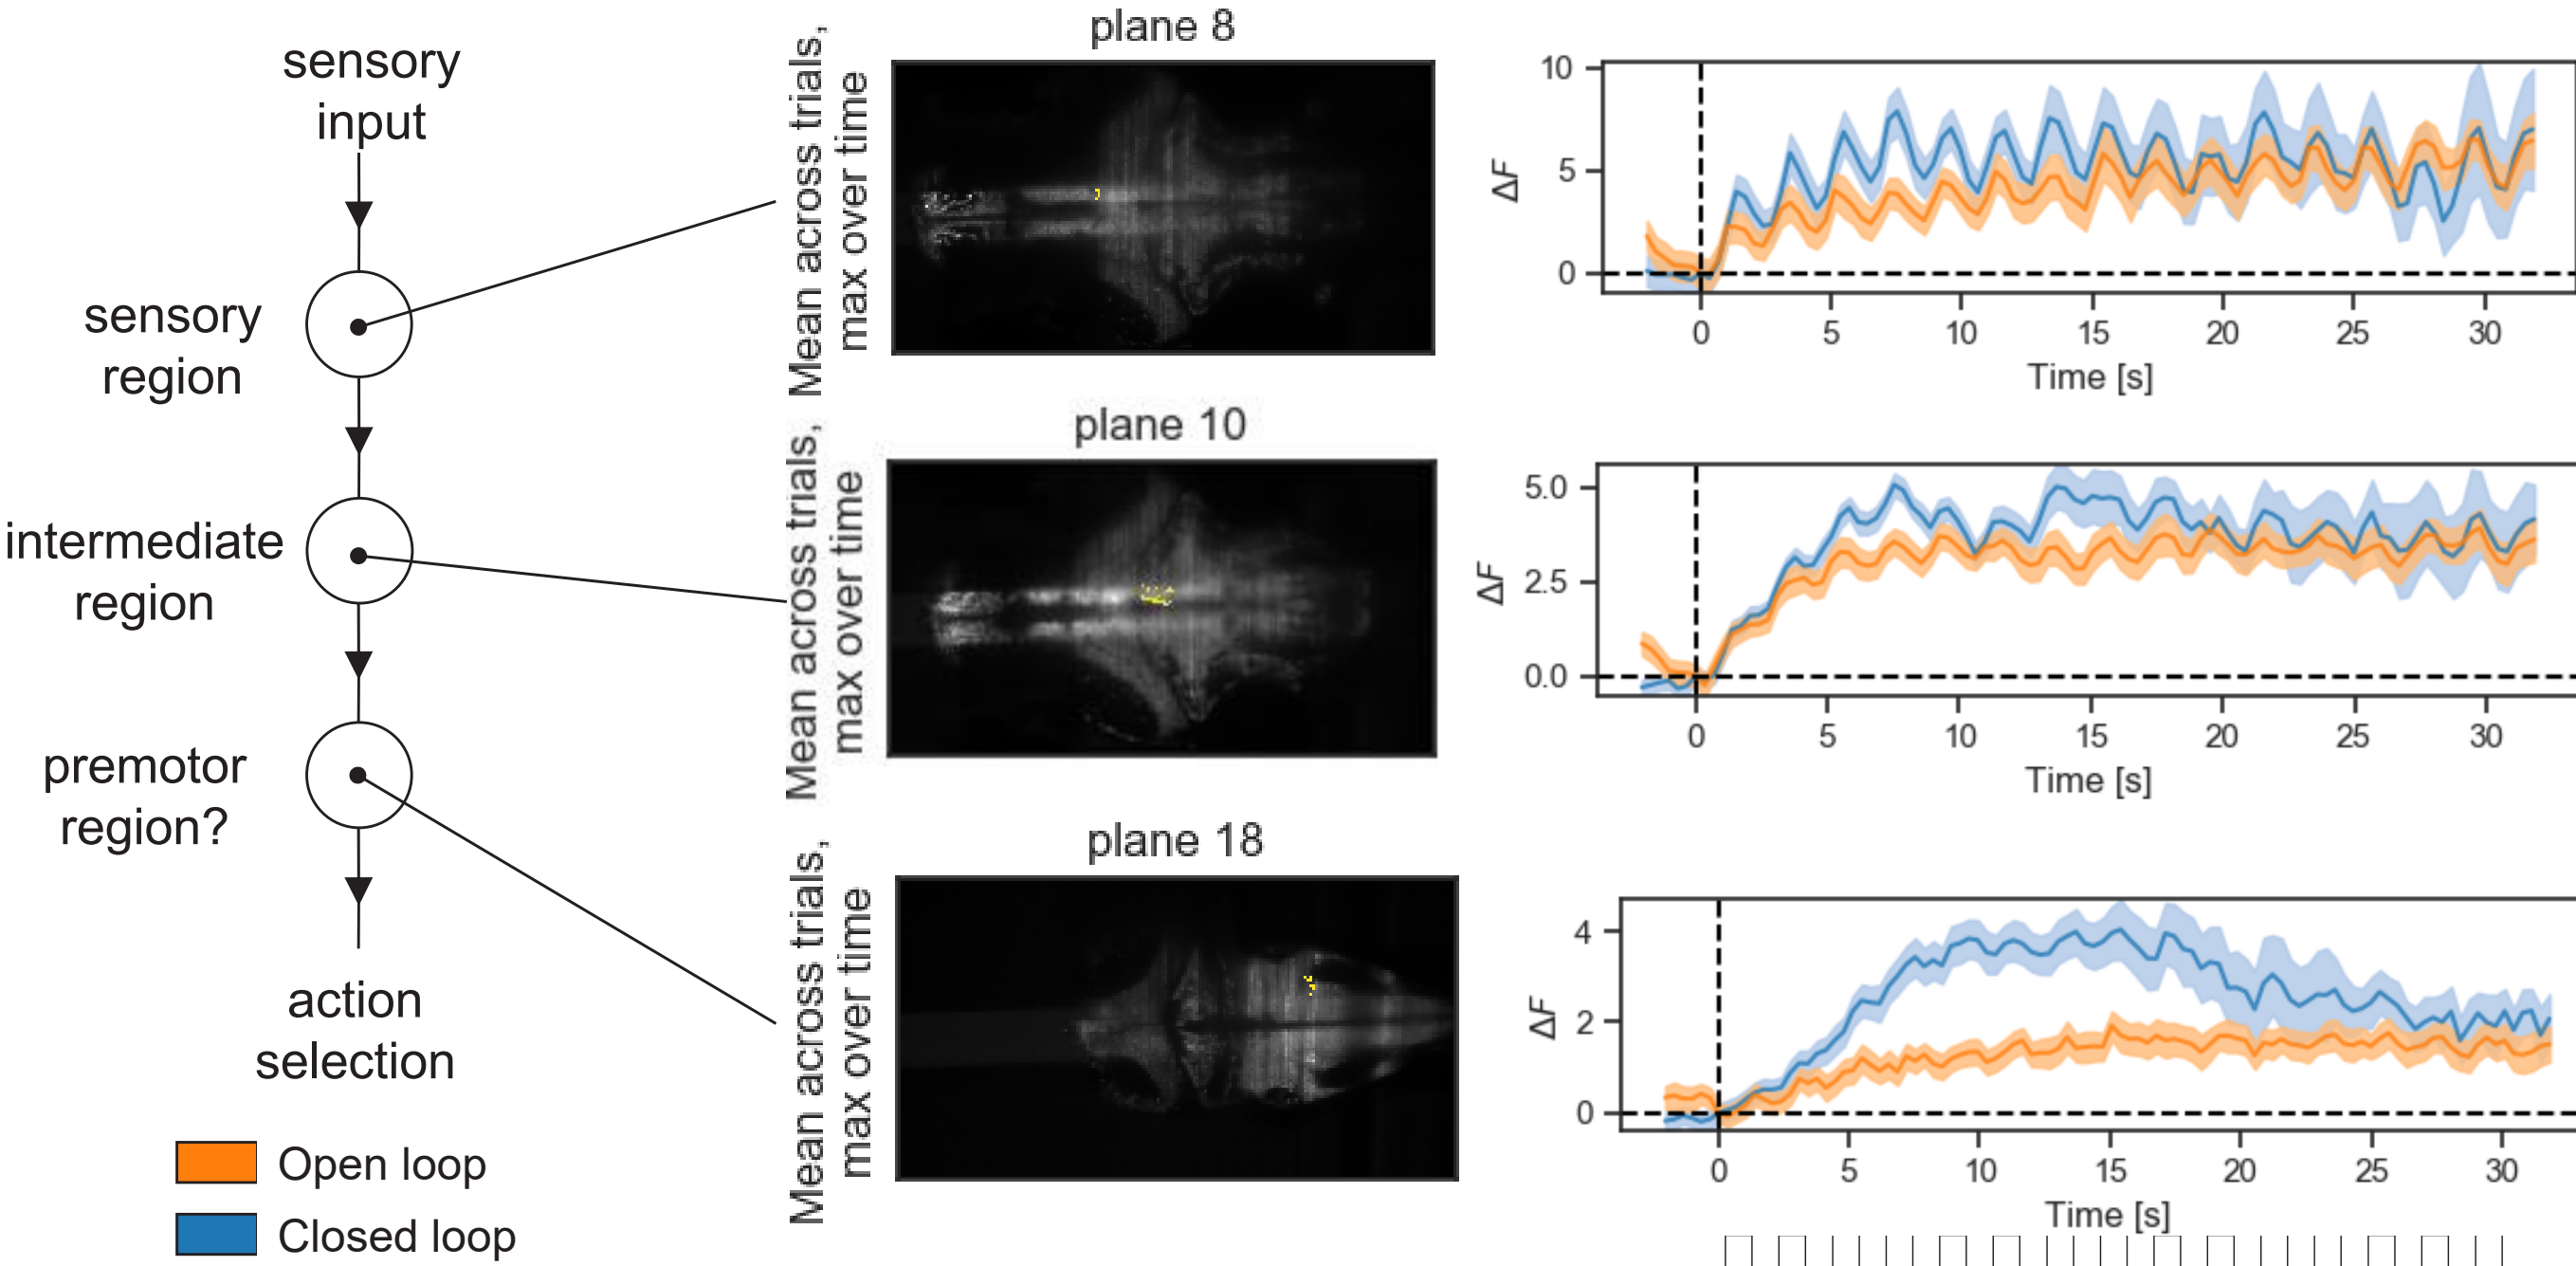 sensory
input
sensory
region
intermediate
region
premotor
region?
action
selection
Open loop
Closed loop
plane 8
Mean across trials,
max over time
10
5
0
ΔF
0 5 10 15 20 25 30
Time [s]
plane 10
Mean across trials,
max over time
5.0
2.5
0.0
ΔF
0 5 10 15 20 25 30
Time [s]
plane 18
Mean across trials,
max over time
4
2
0
ΔF
0 5 10 15 20 25 30
Time [s]